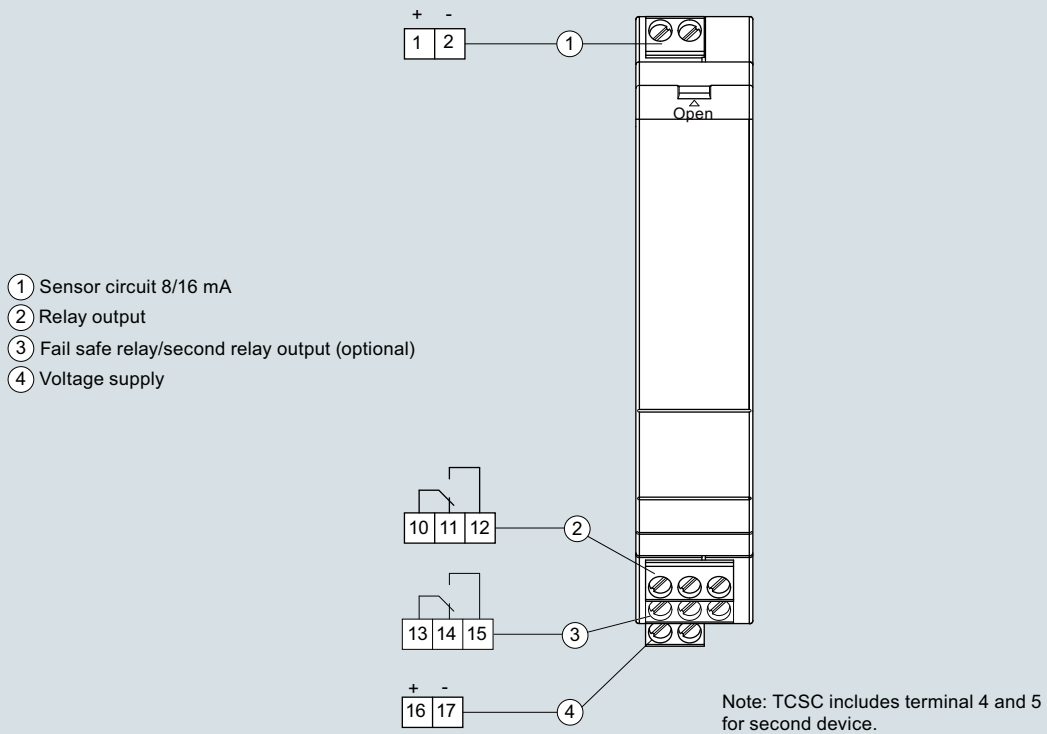 + -
1 2
1
Open
1 Sensor circuit 8/16 mA
2 Relay output
3 Fail safe relay/second relay output (optional)
4 Voltage supply
10 11 12
2
13 14 15
3
+ -
16 17
4
Note: TCSC includes terminal 4 and 5
for second device.